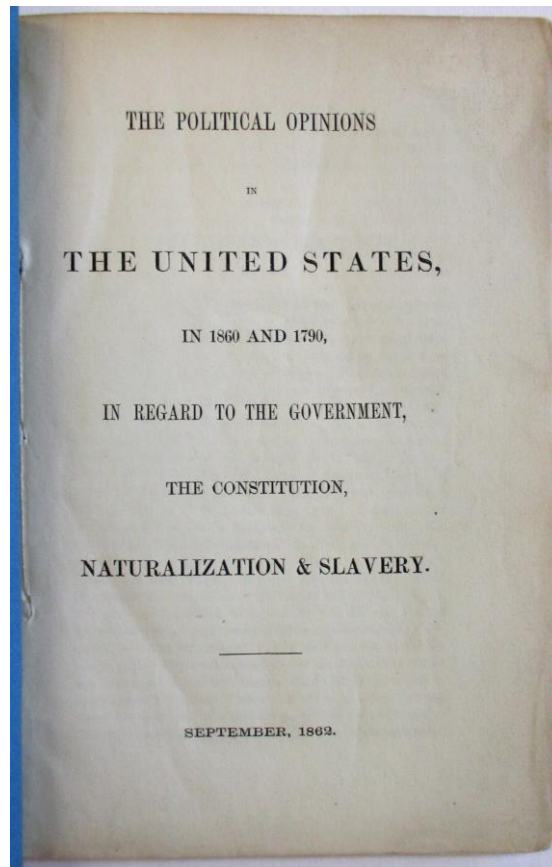 THE POLITICAL OPINIONS
IN
THE UNITED STATES,
IN 1860 AND 1790,
IN REGARD TO THE GOVERNMENT,
THE CONSTITUTION,
NATURALIZATION & SLAVERY.
SEPTEMBER, 1862.